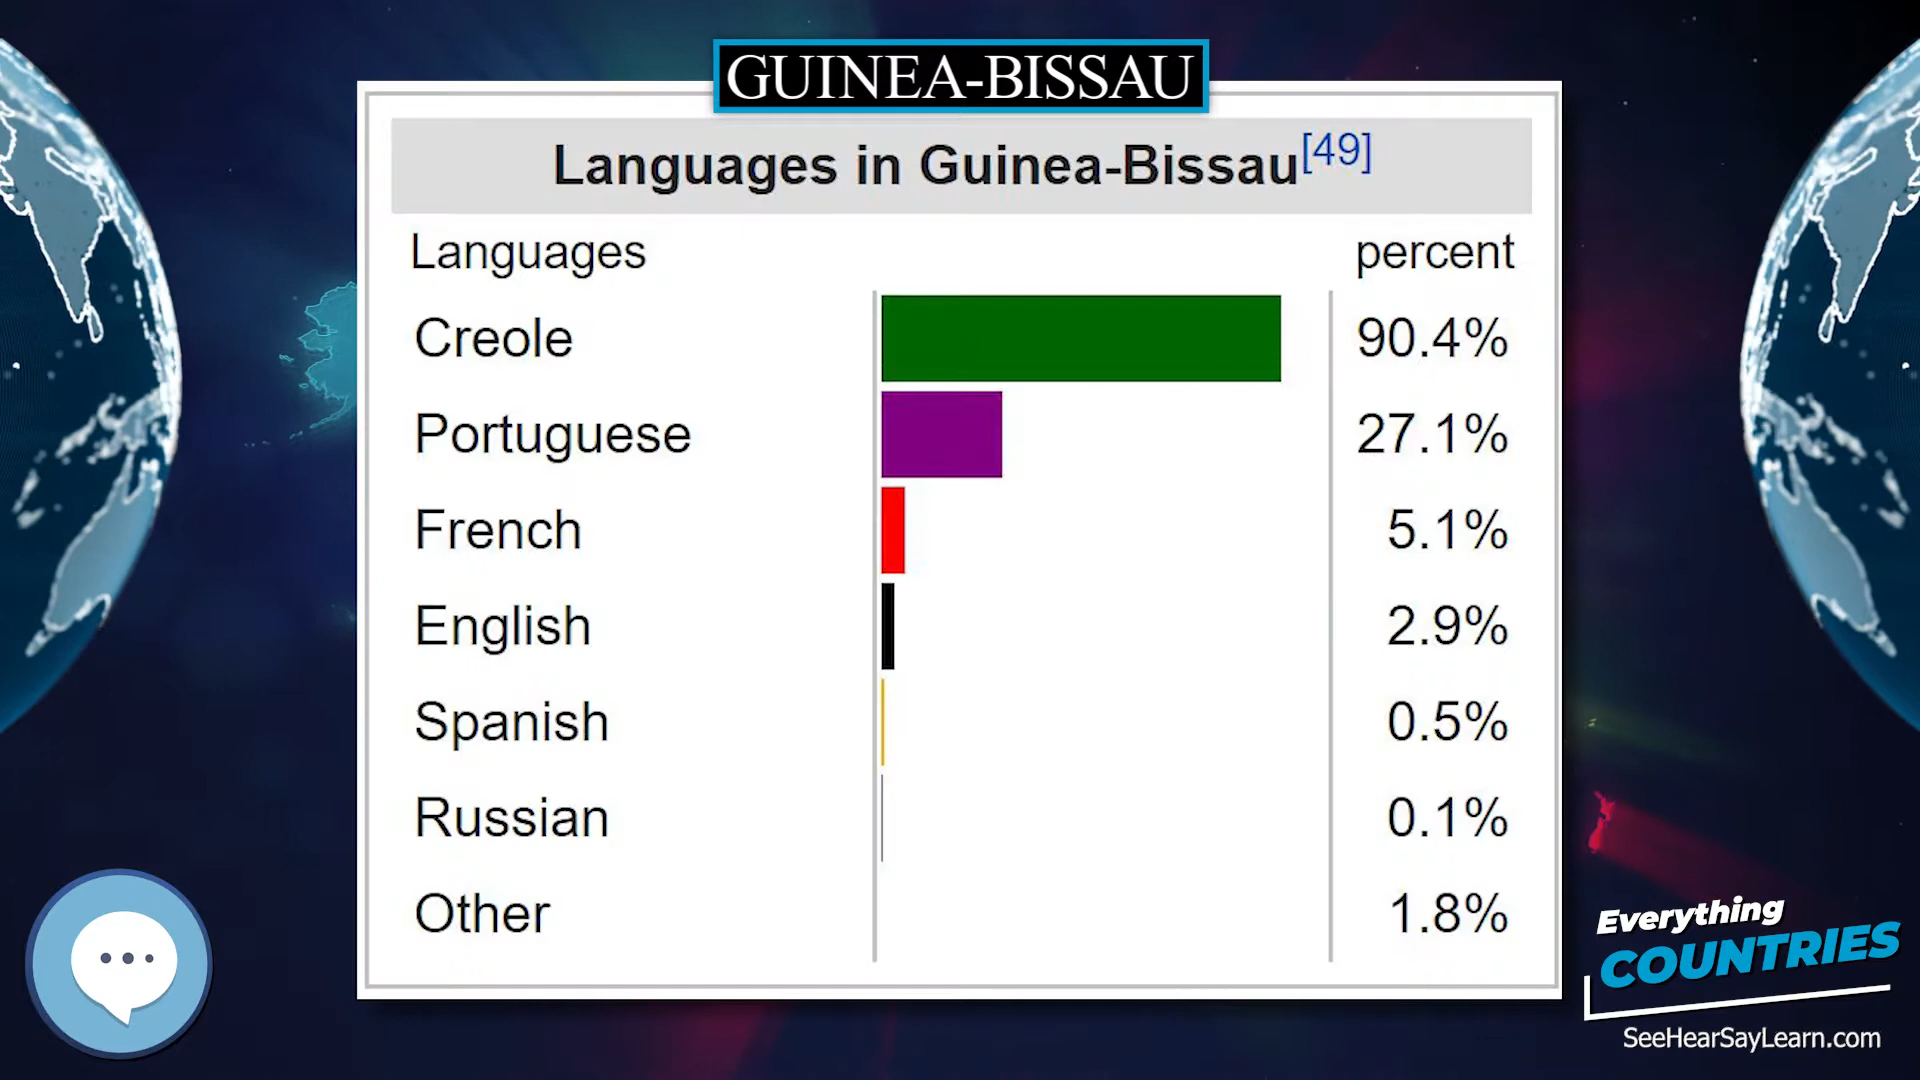 GUINEA-BISSAU
Languages in Guinea-Bissau[49]
Languages percent
Creole 90.4%
Portuguese 27.1%
French 5.1%
English 2.9%
Spanish 0.5%
Russian 0.1%
Other 1.8%
Everything
COUNTRIES
SeeHearSayLearn.com